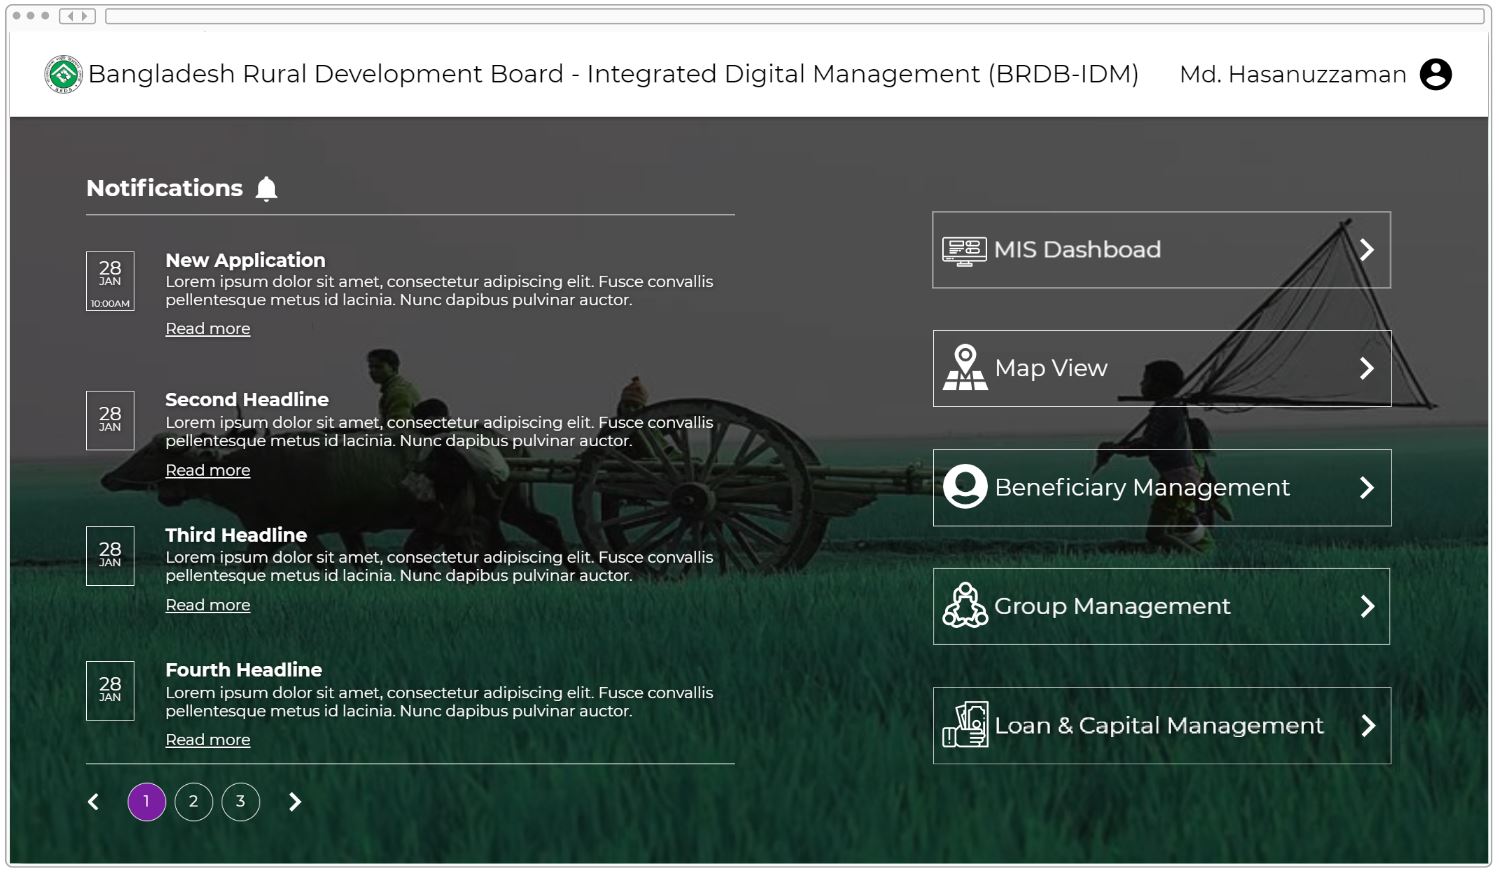 Bangladesh Rural Development Board - Integrated Digital Management (BRDB-IDM)
Md. Hasanuzzaman
Notifications
28
JAN
10:00AM
New Application
Lorem ipsum dolor sit amet, consectetur adipiscing elit. Fusce convallis
pellentesque metus id lacinia. Nunc dapibus pulvinar auctor.
Read more
28
JAN
Second Headline
Lorem ipsum dolor sit amet, consectetur adipiscing elit. Fusce convallis
pellentesque metus id lacinia. Nunc dapibus pulvinar auctor.
Read more
28
JAN
Third Headline
Lorem ipsum dolor sit amet, consectetur adipiscing elit. Fusce convallis
pellentesque metus id lacinia. Nunc dapibus pulvinar auctor.
Read more
28
JAN
Fourth Headline
Lorem ipsum dolor sit amet, consectetur adipiscing elit. Fusce convallis
pellentesque metus id lacinia. Nunc dapibus pulvinar auctor.
Read more
1
2
3
MIS Dashboad
Map View
Beneficiary Management
Group Management
Loan & Capital Management